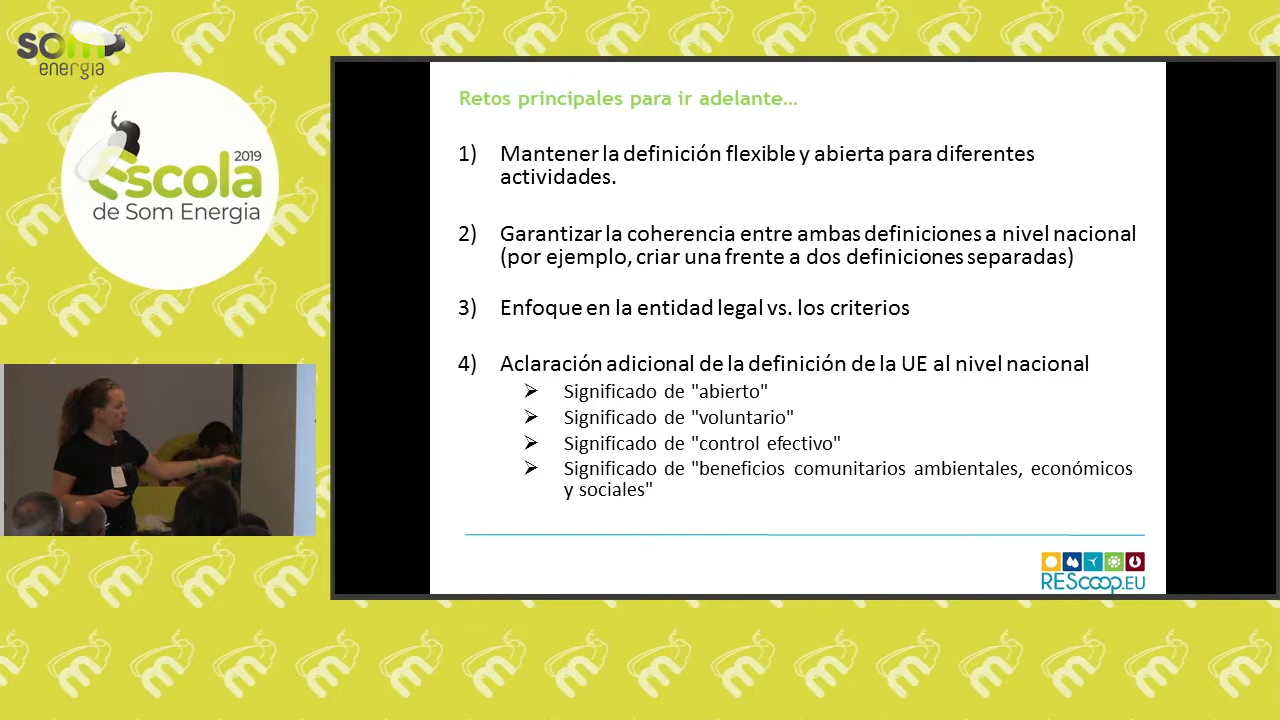 som
energia
2019
Escola
de Som Energia
Retos principales para ir adelante…
1) Mantener la definición flexible y abierta para diferentes
actividades.
2) Garantizar la coherencia entre ambas definiciones a nivel nacional
(por ejemplo, criar una frente a dos definiciones separadas)
3) Enfoque en la entidad legal vs. los criterios
4) Aclaración adicional de la definición de la UE al nivel nacional
Significado de "abierto"
Significado de "voluntario"
Significado de "control efectivo"
Significado de "beneficios comunitarios ambientales, económicos
y sociales"
REScoop.EU